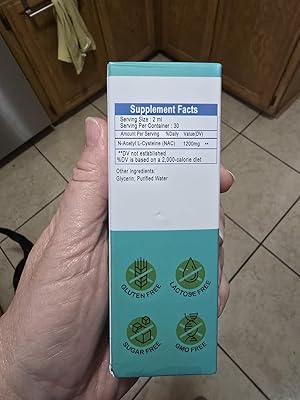 Supplement Facts
Serving Size : 2 ml
Serving Per Container : 30
Amount Per Serving %Daily Value(DV)
N-Acetyl L-Cysteine (NAC) 1200mg **
**DV not established
%DV is based on a 2,000-calorie diet
Other ingredients:
Glycerin, Purified Water
GLUTEN FREE
LACTOSE FREE
SUGAR FREE
GMO FREE